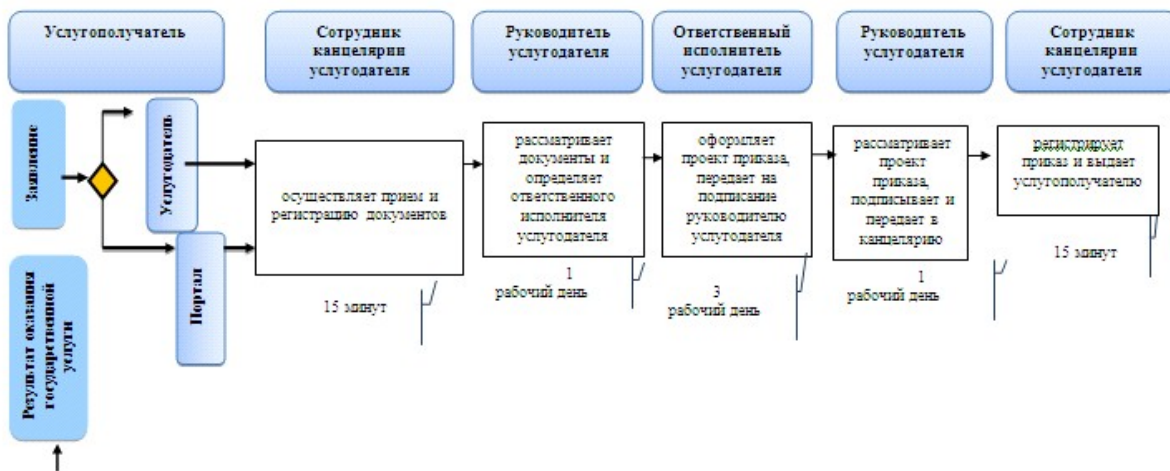 Услугополучатель
Сотрудник
канцелярии
услугодателя
Руководитель
услугодателя
Ответственный
исполнитель
услугодателя
Руководитель
услугодателя
Сотрудник
канцелярии
услугодателя
Заявление
Услугодатель
Портал
Результат оказания
государственной
услуги
осуществляет прием и
регистрацию документов
15 минут
рассматривает
документы и
определяет
ответственного
исполнителя
услугодателя
1
рабочий день
оформляет
проект приказа,
передает на
подписание
руководителю
услугодателя
3
рабочий день
рассматривает
проект
приказа,
подписывает и
передает в
канцелярию
1
рабочий день
регистрирует
приказ и выдает
услугополучателю
15 минут